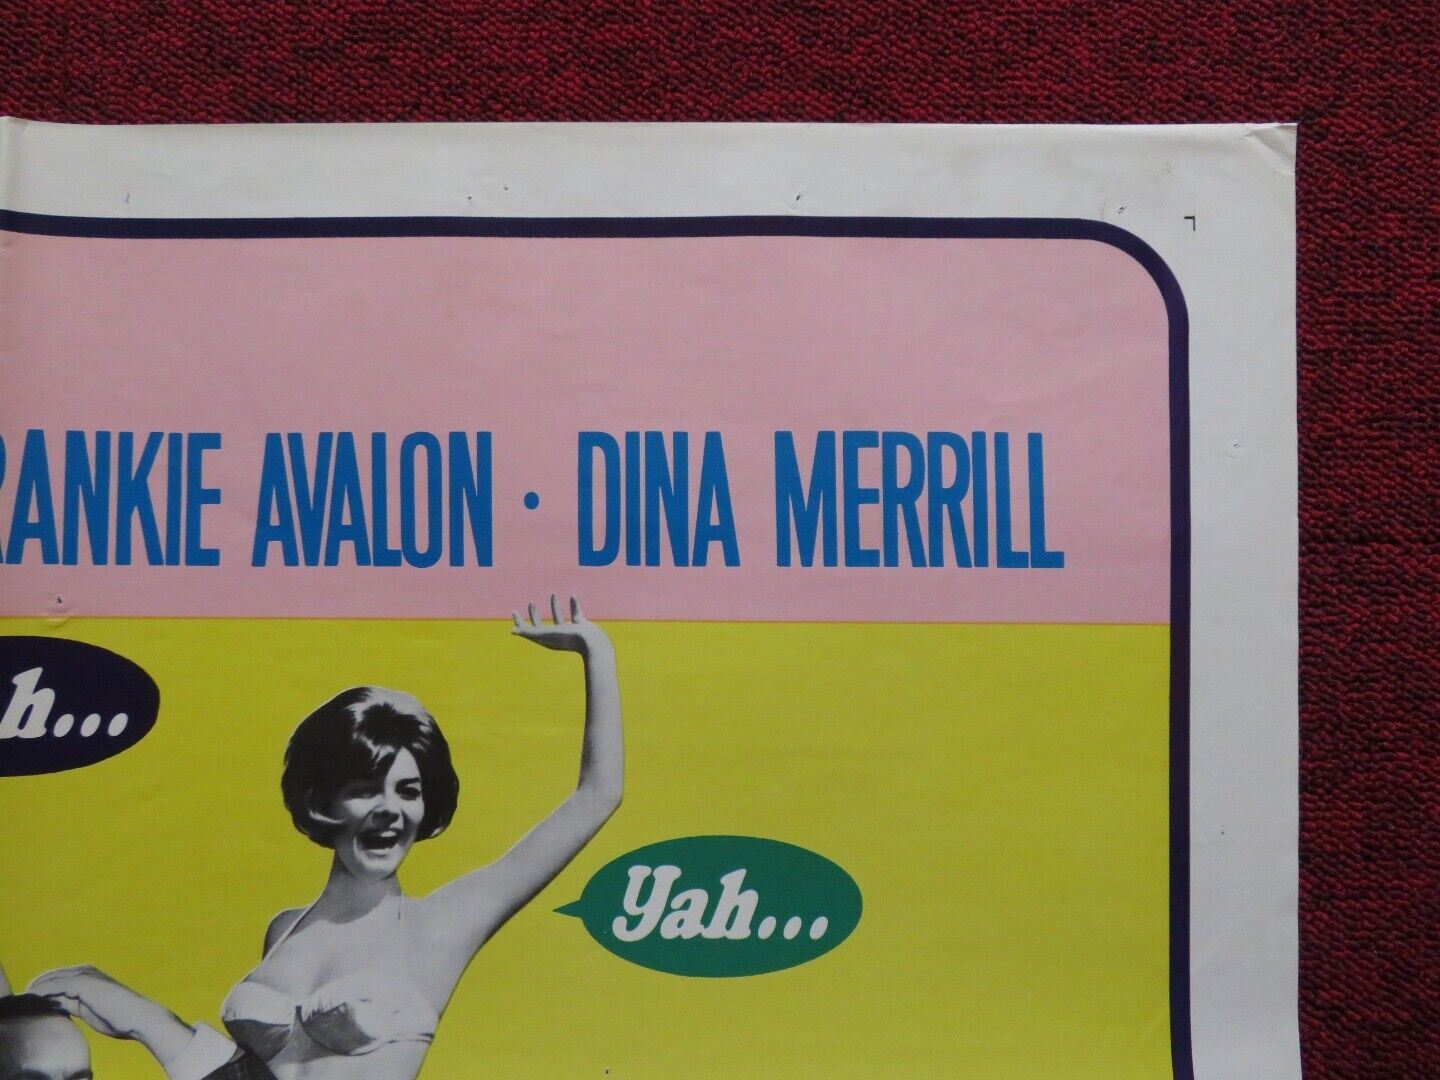 RANKIE AVALON · DINA MERRILL
h...
Yah...